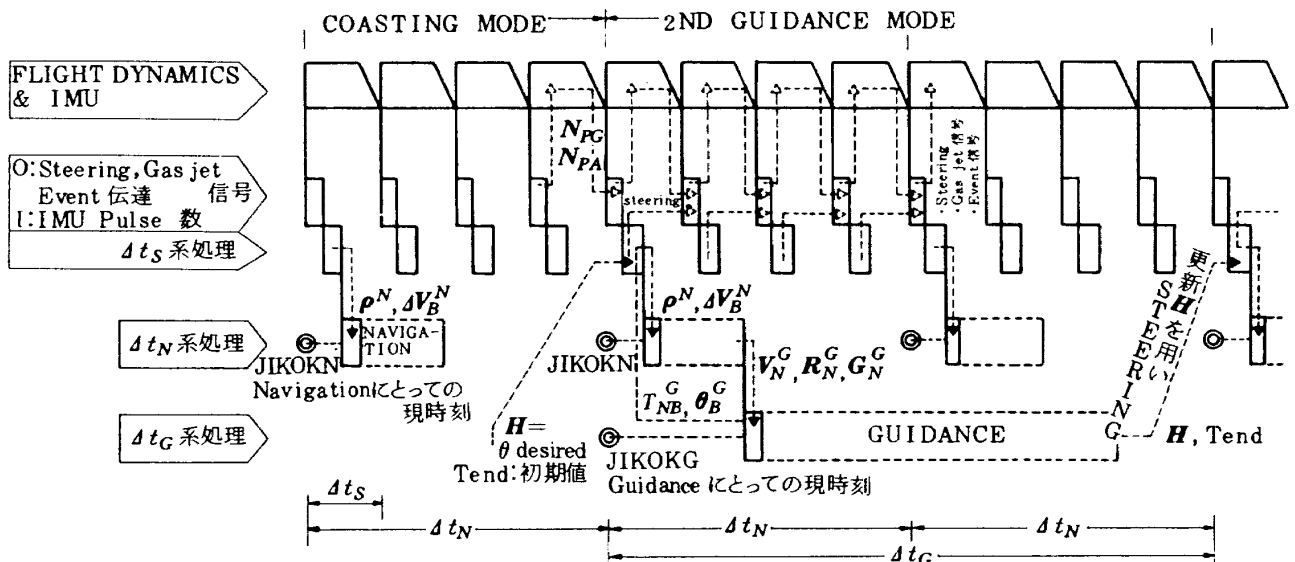 COASTING MODE
2ND GUIDANCE MODE
FLIGHT DYNAMICS
& IMU
N_PG
N_PA
O:Steering,Gas jet
Event 伝達 信号
I:IMU Pulse 数
steering
・Steering
・Gas jet 信号
・Event 信号
Δt_S 系処理
ρ^N, ΔV_B^N
ρ^N, ΔV_B^N
更新 H を用い
STEERING
Δt_N 系処理
NAVIGA-
TION
JIKOKN
Navigationにとっての
現時刻
JIKOKN
V_N^G, R_N^G, G_N^G
T_NB^G, θ_B^G
Δt_G 系処理
H=
θ desired
Tend:初期値
GUIDANCE
JIKOKG
Guidance にとっての現時刻
H, Tend
Δt_S
Δt_N
Δt_N
Δt_N
Δt_G